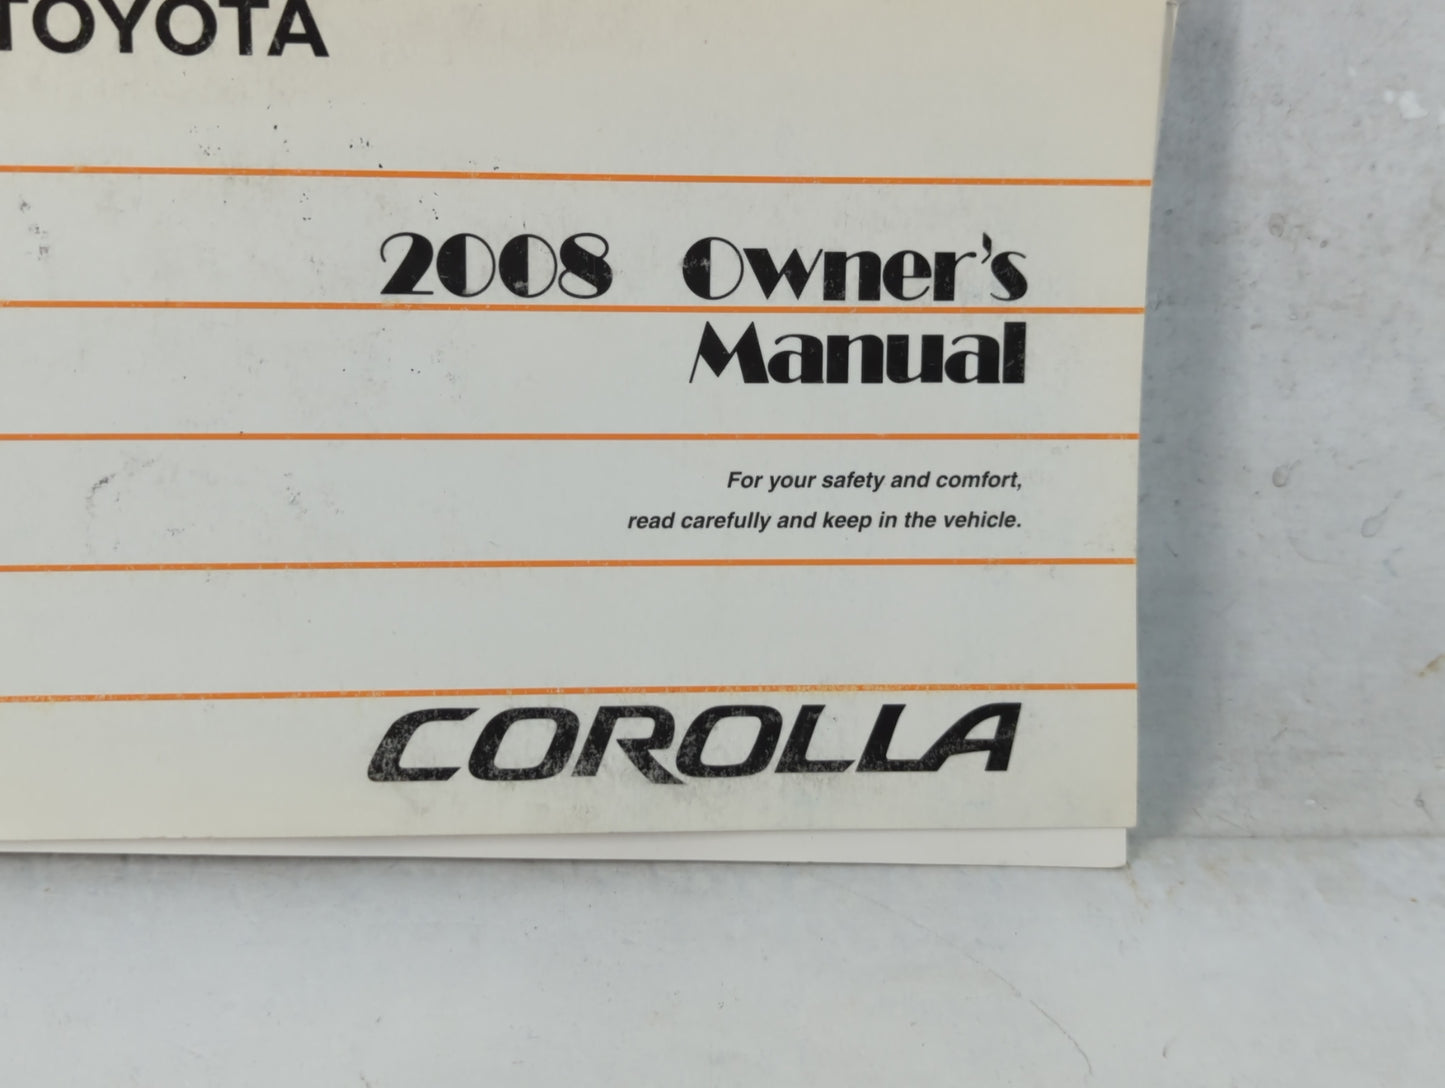 TOYOTA
2008 Owner's
Manual
For your safety and comfort,
read carefully and keep in the vehicle.
COROLLA